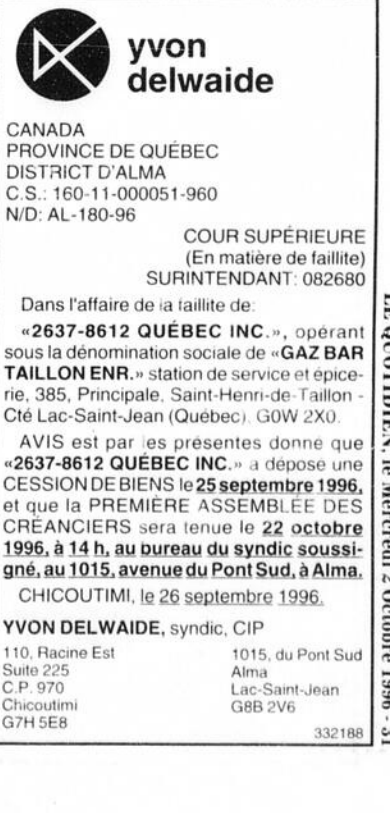 yvon
delwaide
CANADA
PROVINCE DE QUÉBEC
DISTRICT D'ALMA
C.S.: 160-11-000051-960
N/D: AL-180-96
COUR SUPÉRIEURE
(En matière de faillite)
SURINTENDANT: 082680
Dans l'affaire de la faillite de:
«2637-8612 QUÉBEC INC.», opérant
sous la dénomination sociale de «GAZ BAR
TAILLON ENR.» station de service et épice-
rie, 385, Principale, Saint-Henri-de-Taillon -
Cté Lac-Saint-Jean (Québec). G0W 2X0.
AVIS est par les présentes donné que
«2637-8612 QUÉBEC INC.» a déposé une
CESSION DE BIENS le 25 septembre 1996,
et que la PREMIÈRE ASSEMBLÉE DES
CRÉANCIERS sera tenue le 22 octobre
1996, à 14 h, au bureau du syndic soussi-
gné, au 1015, avenue du Pont Sud, à Alma.
CHICOUTIMI, le 26 septembre 1996.
YVON DELWAIDE, syndic, CIP
110, Racine Est
Suite 225
C.P. 970
Chicoutimi
G7H 5E8
1015, du Pont Sud
Alma
Lac-Saint-Jean
G8B 2V6
332188
LE QUOTIDIEN, le Mercredi 2 Octobre 1996 - 31